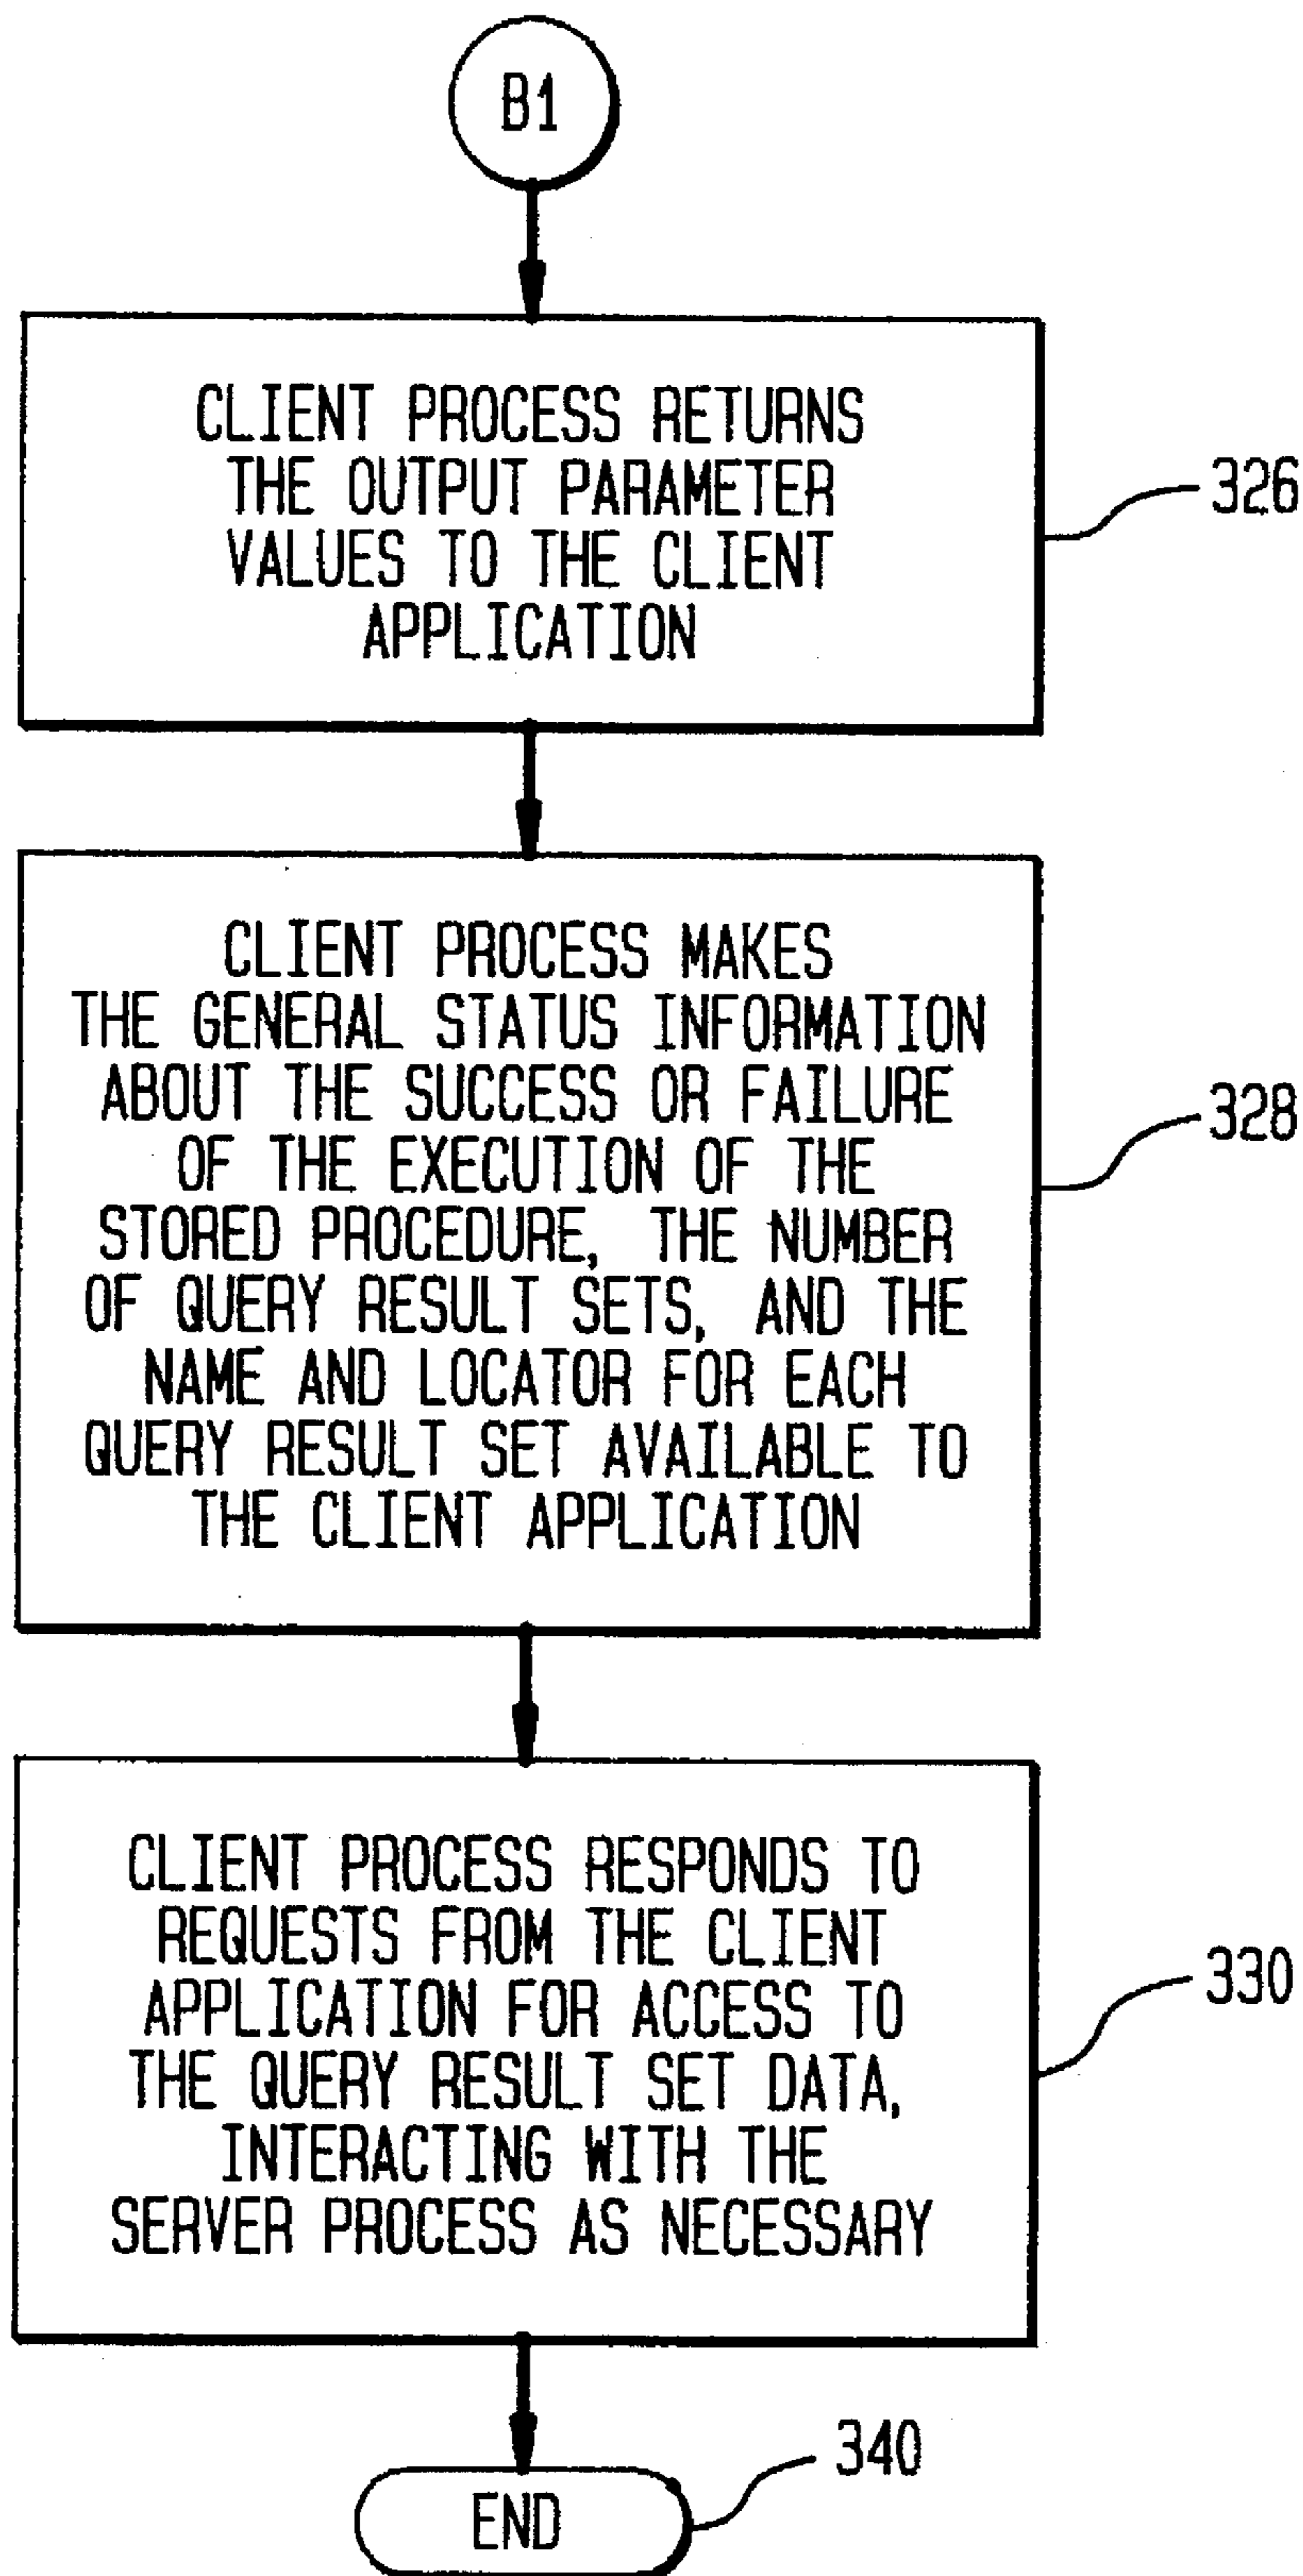 B1
CLIENT PROCESS RETURNS
THE OUTPUT PARAMETER
VALUES TO THE CLIENT
APPLICATION
326
CLIENT PROCESS MAKES
THE GENERAL STATUS INFORMATION
ABOUT THE SUCCESS OR FAILURE
OF THE EXECUTION OF THE
STORED PROCEDURE, THE NUMBER
OF QUERY RESULT SETS, AND THE
NAME AND LOCATOR FOR EACH
QUERY RESULT SET AVAILABLE TO
THE CLIENT APPLICATION
328
CLIENT PROCESS RESPONDS TO
REQUESTS FROM THE CLIENT
APPLICATION FOR ACCESS TO
THE QUERY RESULT SET DATA,
INTERACTING WITH THE
SERVER PROCESS AS NECESSARY
330
END
340